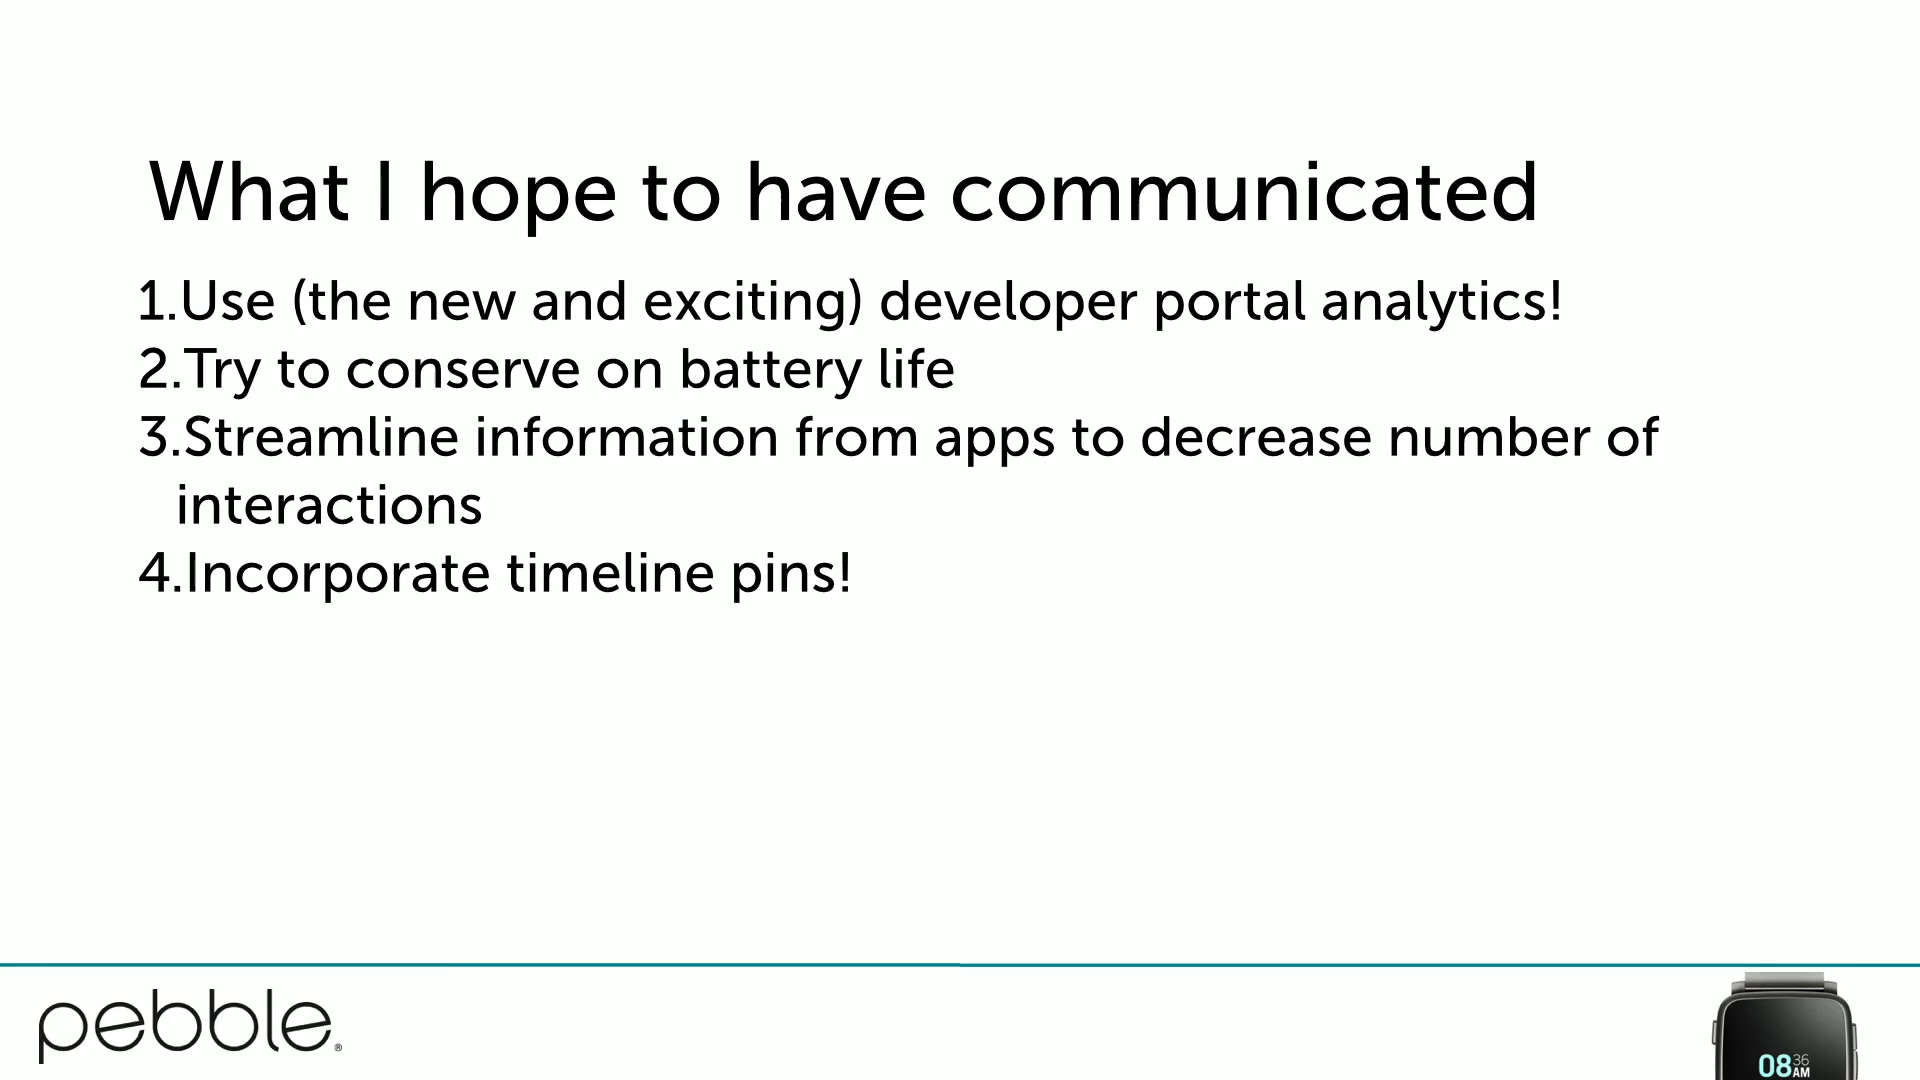 What I hope to have communicated
1.Use (the new and exciting) developer portal analytics!
2.Try to conserve on battery life
3.Streamline information from apps to decrease number of
interactions
4.Incorporate timeline pins!
pebble®
08 36
AM